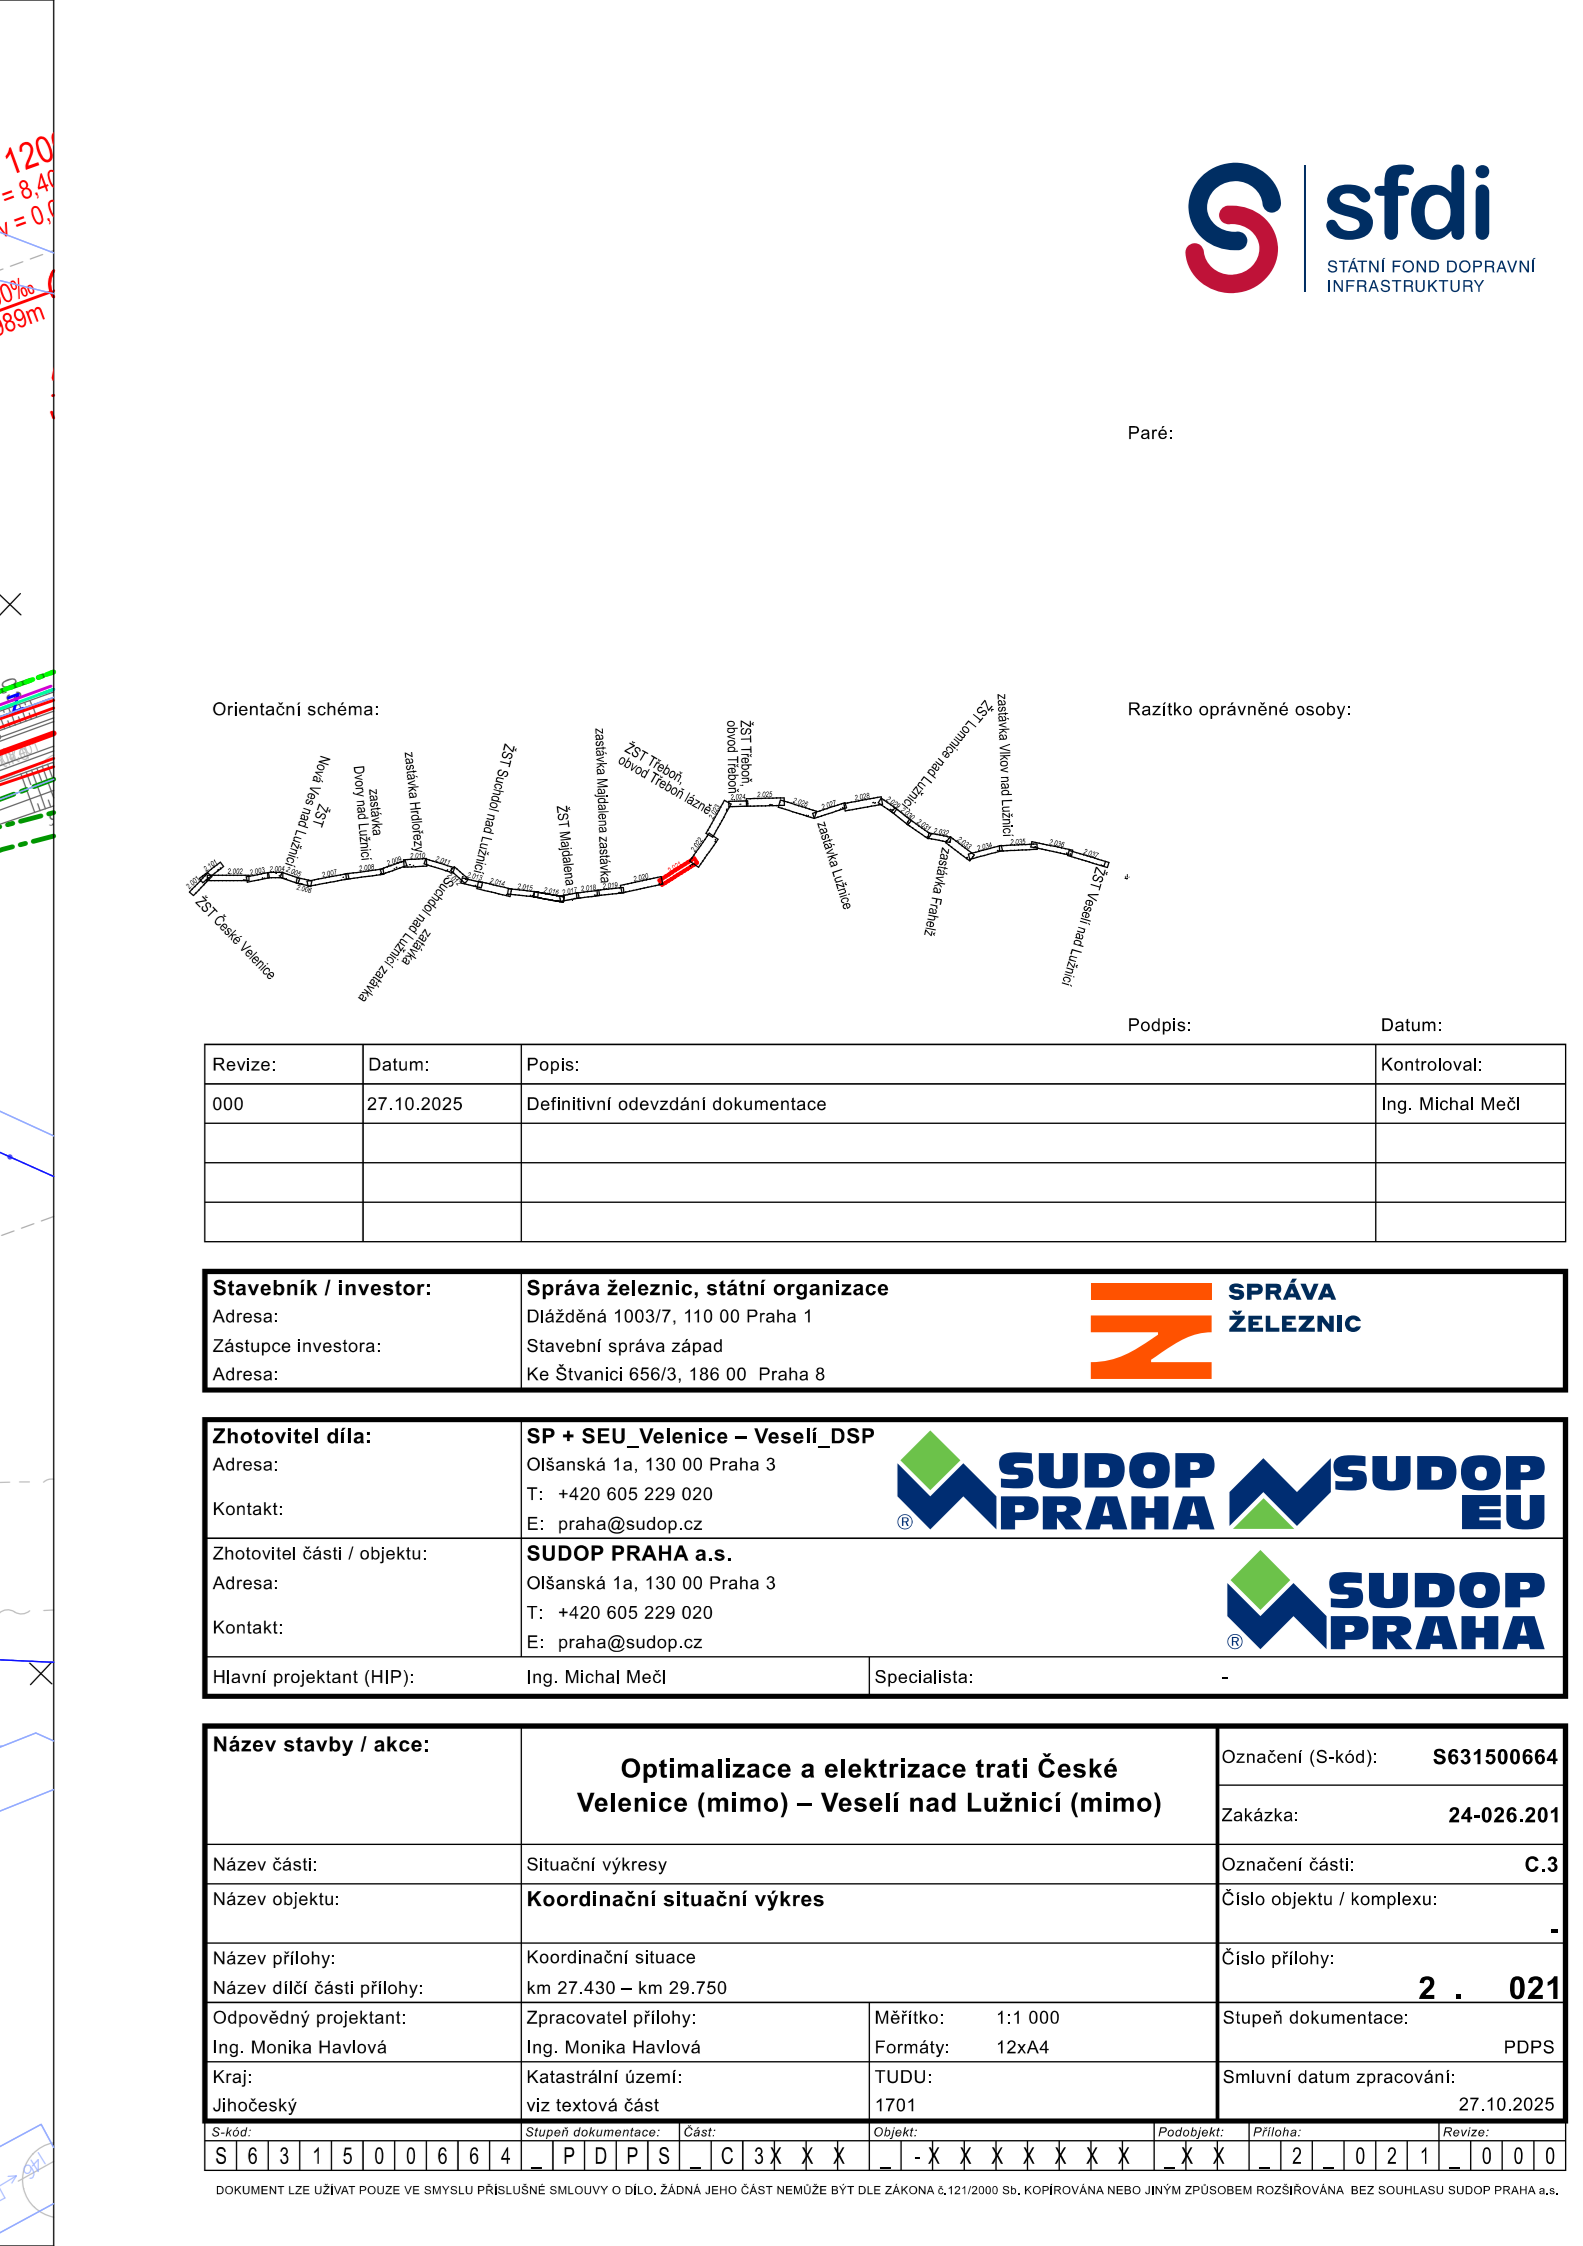 sfdi
STÁTNÍ FOND DOPRAVNÍ
INFRASTRUKTURY
Paré:
Orientační schéma:
Razítko oprávněné osoby:
ŽST České Velenice
ŽST
Nová Ves nad Lužnicí
zastávka
Dvory nad Lužnicí
zastávka Hrdlořezy
Suchdol nad Lužnicí zatávka
zatávka
ŽST Suchdol nad Lužnicí
ŽST Majdalena
zastávka Majdalena zastávka
ŽST Třeboň,
obvod Třeboň lázně
ŽST Třeboň,
obvod Třeboň
zastávka Lužnice
ŽST Lomnice nad Lužnicí
zastávka Frahelž
zastávka Vlkov nad Lužnicí
ŽST Veselí nad Lužnicí
Podpis: Datum:
Revize: Datum: Popis: Kontroloval:
000 27.10.2025 Definitivní odevzdání dokumentace Ing. Michal Mečl
Stavebník / investor: Správa železnic, státní organizace
Adresa: Dlážděná 1003/7, 110 00 Praha 1
Zástupce investora: Stavební správa západ
Adresa: Ke Štvanici 656/3, 186 00 Praha 8
SPRÁVA
ŽELEZNIC
Zhotovitel díla: SP + SEU_Velenice – Veselí_DSP
Adresa: Olšanská 1a, 130 00 Praha 3
Kontakt: T: +420 605 229 020
E: praha@sudop.cz
SUDOP
PRAHA
®
SUDOP
EU
Zhotovitel části / objektu: SUDOP PRAHA a.s.
Adresa: Olšanská 1a, 130 00 Praha 3
Kontakt: T: +420 605 229 020
E: praha@sudop.cz
SUDOP
PRAHA
®
Hlavní projektant (HIP): Ing. Michal Mečl Specialista: -
Název stavby / akce: Optimalizace a elektrizace trati České
Velenice (mimo) – Veselí nad Lužnicí (mimo)
Označení (S-kód): S631500664
Zakázka: 24-026.201
Název části: Situační výkresy Označení části: C.3
Název objektu: Koordinační situační výkres Číslo objektu / komplexu:
-
Název přílohy: Koordinační situace Číslo přílohy:
Název dílčí části přílohy: km 27.430 – km 29.750 2 . 021
Odpovědný projektant: Zpracovatel přílohy: Měřítko: 1:1 000 Stupeň dokumentace:
Ing. Monika Havlová Ing. Monika Havlová Formáty: 12xA4 PDPS
Kraj: Katastrální území: TUDU: Smluvní datum zpracování:
Jihočeský viz textová část 1701 27.10.2025
S-kód: Stupeň dokumentace: Část: Objekt: Podobjekt: Příloha: Revize:
S 6 3 1 5 0 0 6 6 4 _ P D P S _ C 3 X X X _ - X X X X X X X _ X X _ 2 _ 0 2 1 _ 0 0 0
DOKUMENT LZE UŽÍVAT POUZE VE SMYSLU PŘÍSLUŠNÉ SMLOUVY O DÍLO. ŽÁDNÁ JEHO ČÁST NEMŮŽE BÝT DLE ZÁKONA č.121/2000 Sb. KOPÍROVÁNA NEBO JINÝM ZPŮSOBEM ROZŠIŘOVÁNA BEZ SOUHLASU SUDOP PRAHA a.s.